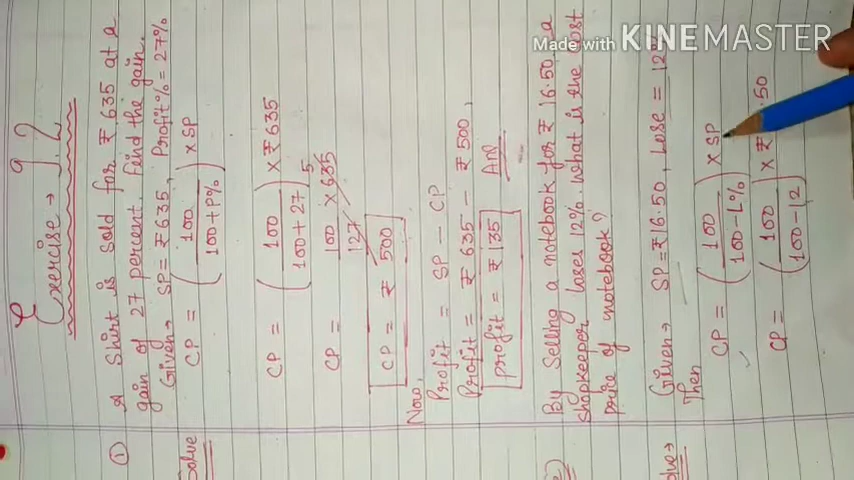 Exercise → 9.2
① A Shirt is Sold for ₹ 635 at a
gain of 27 percent. Find the gain.
Given→ SP = ₹ 635, Profit% = 27%
Solve
CP = (100 / 100 + P%) × SP
CP = (100 / 100 + 27) × ₹ 635
CP = 100 / 127 × 635 5
CP = ₹ 500
Now,
Profit = SP - CP
Profit = ₹ 635 - ₹ 500,
profit = ₹ 135 Ans
By Selling a notebook for ₹ 16.50, a
Shopkeeper loses 12%. what is the cost
price of notebook?
Given→ SP = ₹ 16.50, Lose = 12%
Then
CP = (100 / 100 - L%) × SP
CP = (100 / 100 - 12) × ₹ .50
Made with KINEMASTER